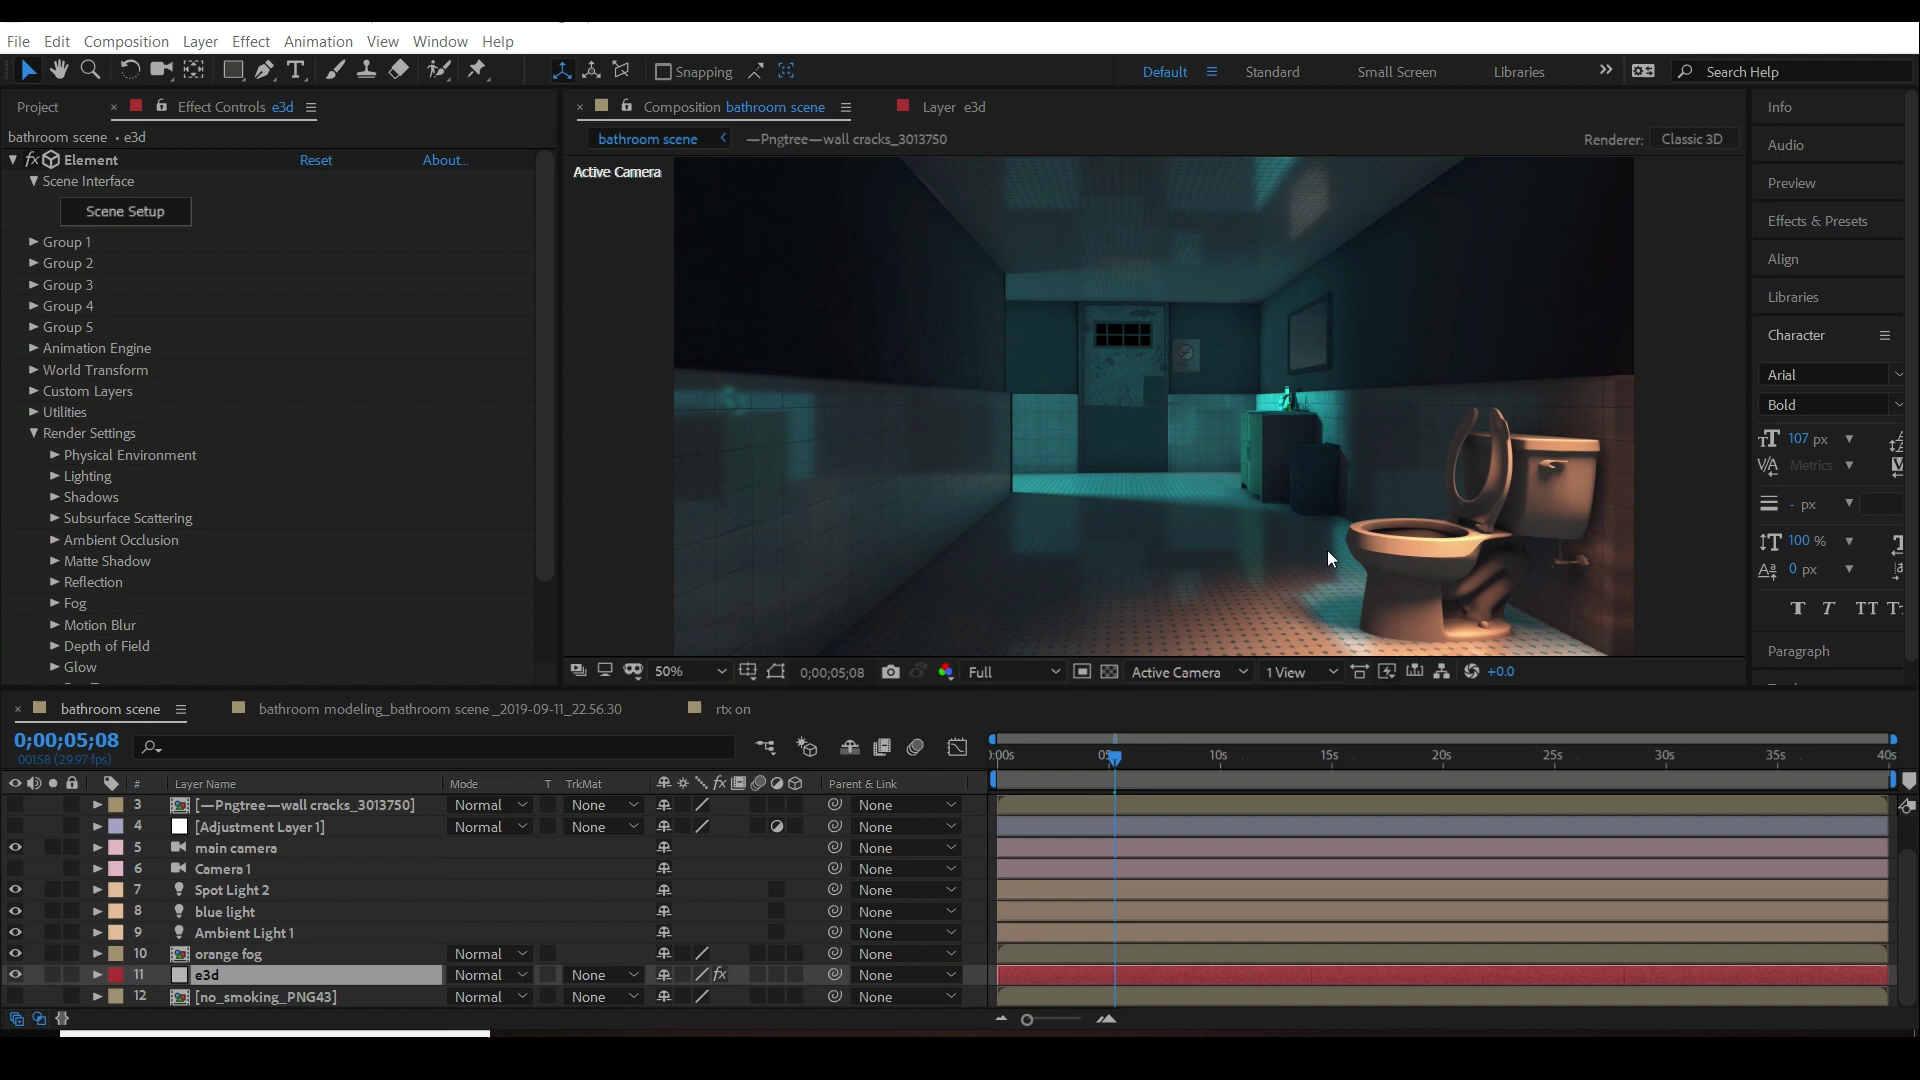 File Edit Composition Layer Effect Animation View Window Help
Snapping Default Standard Small Screen Libraries Search Help
Project Effect Controls e3d
bathroom scene • e3d
Element Reset About...
Scene Interface
Scene Setup
Group 1
Group 2
Group 3
Group 4
Group 5
Animation Engine
World Transform
Custom Layers
Utilities
Render Settings
Physical Environment
Lighting
Shadows
Subsurface Scattering
Ambient Occlusion
Matte Shadow
Reflection
Fog
Motion Blur
Depth of Field
Glow
Composition bathroom scene Layer e3d
bathroom scene —Pngtree—wall cracks_3013750 Renderer: Classic 3D
Active Camera
50% 0;00;05;08 Full Active Camera 1 View +0.0
Info
Audio
Preview
Effects & Presets
Align
Libraries
Character
Arial
Bold
107 px
Metrics
- px
100 %
0 px
T T TT
Paragraph
bathroom scene bathroom modeling_bathroom scene _2019-09-11_22.56.30 rtx on
0;00;05;08
00158 (29.97 fps)
10s 15s 20s 25s 30s 35s 40s
# Layer Name Mode T TrkMat Parent & Link
3 [—Pngtree—wall cracks_3013750] Normal None None
4 [Adjustment Layer 1] Normal None None
5 main camera None
6 Camera 1 None
7 Spot Light 2 None
8 blue light None
9 Ambient Light 1 None
10 orange fog Normal None
11 e3d Normal None fx None
12 [no_smoking_PNG43] Normal None None